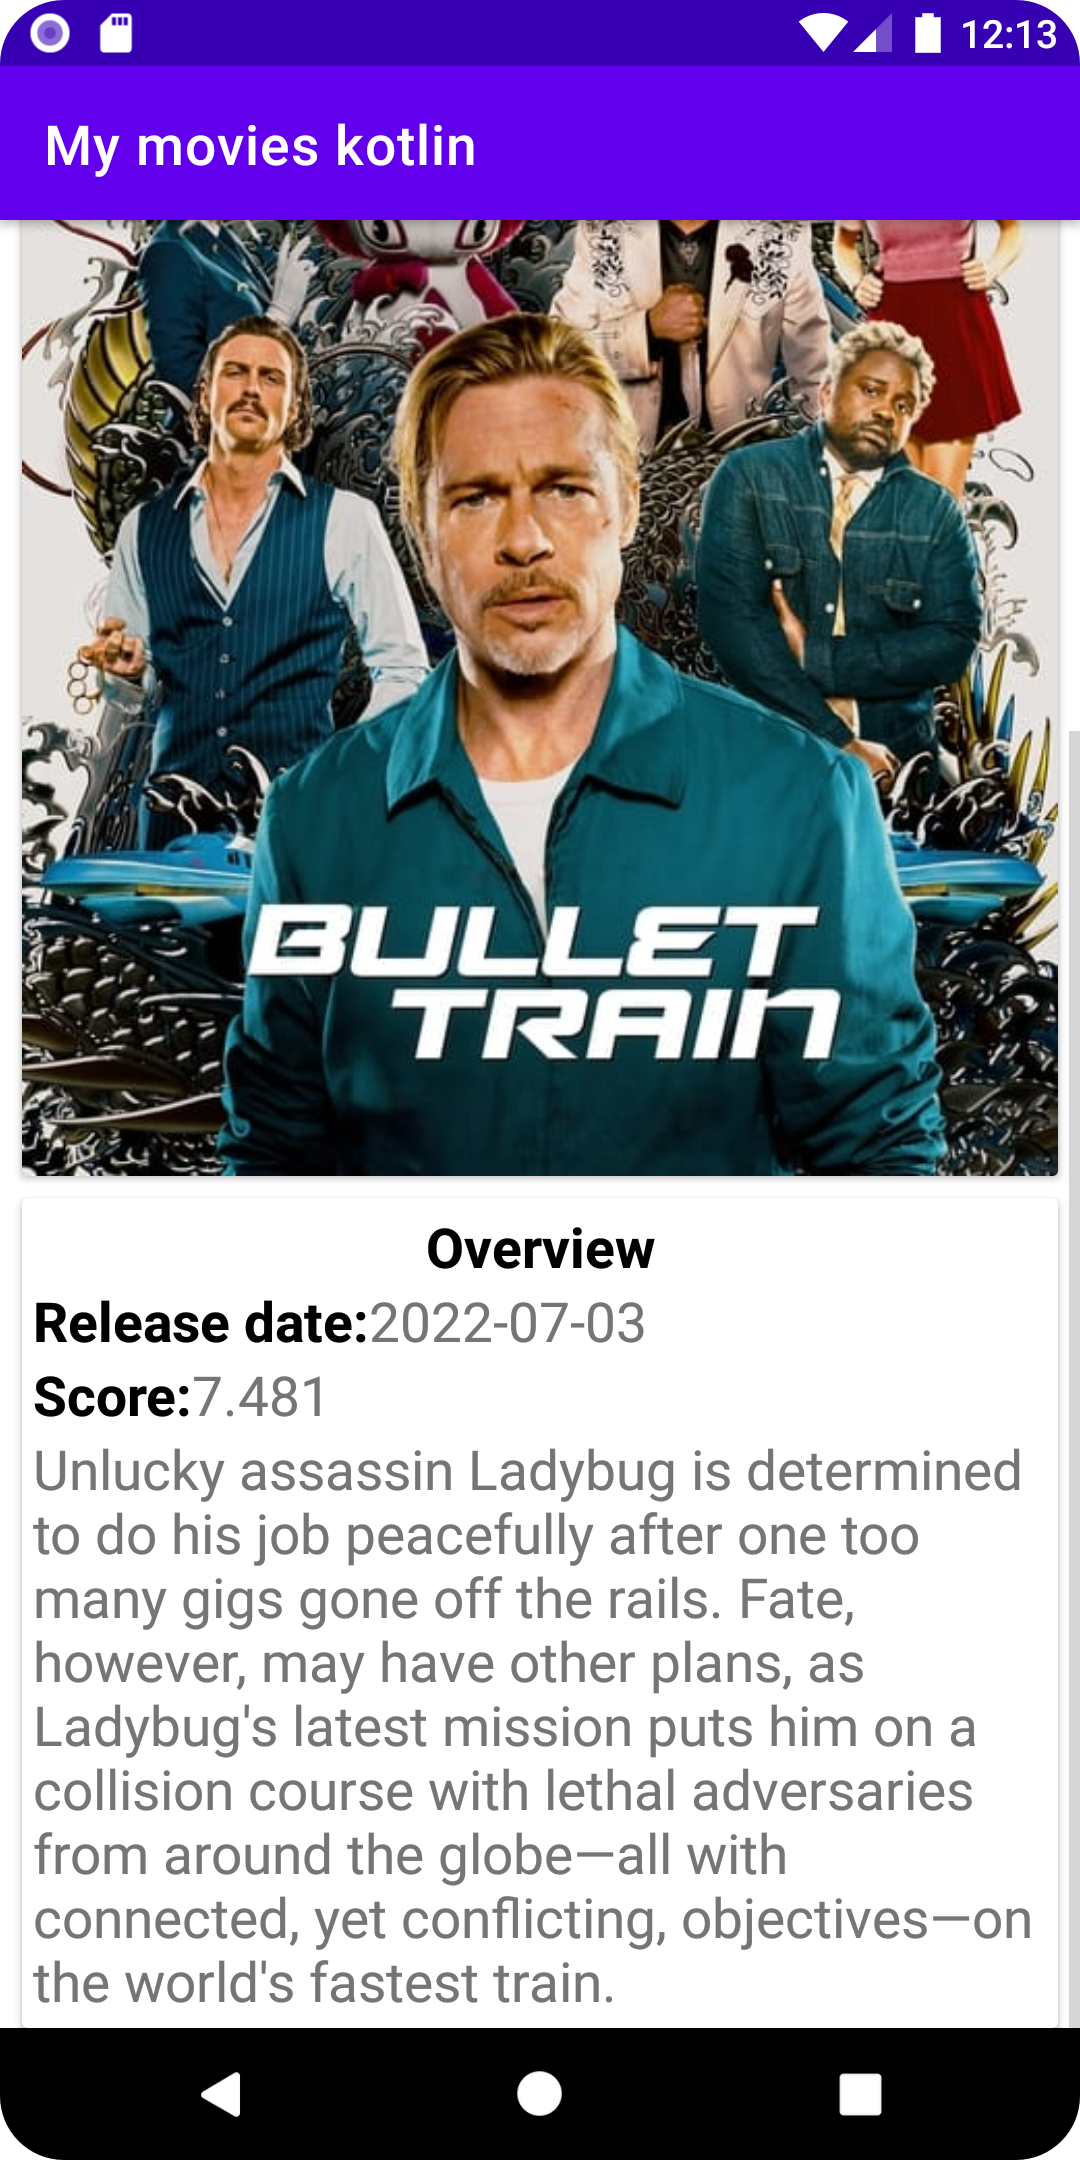 12:13
My movies kotlin
BULLET
TRAIN
Overview
Release date:2022-07-03
Score:7.481
Unlucky assassin Ladybug is determined
to do his job peacefully after one too
many gigs gone off the rails. Fate,
however, may have other plans, as
Ladybug's latest mission puts him on a
collision course with lethal adversaries
from around the globe—all with
connected, yet conflicting, objectives—on
the world's fastest train.